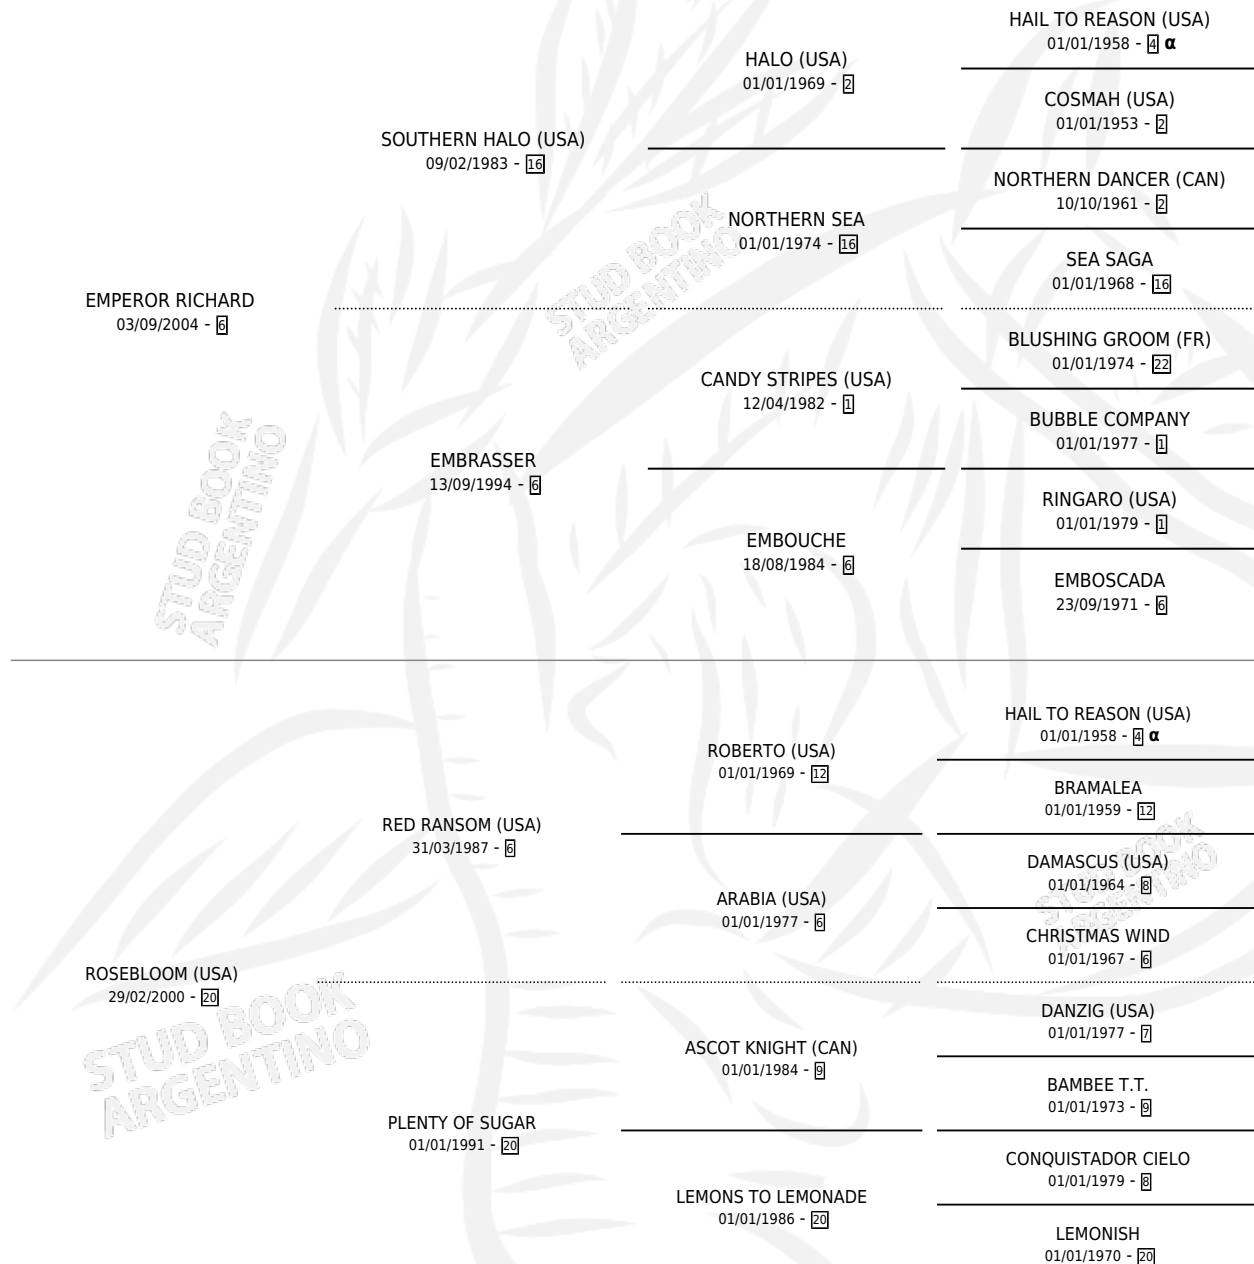 HAIL TO REASON (USA)
01/01/1958 - 4 α
HALO (USA)
01/01/1969 - 2
COSMAH (USA)
01/01/1953 - 2
SOUTHERN HALO (USA)
09/02/1983 - 16
NORTHERN DANCER (CAN)
10/10/1961 - 2
NORTHERN SEA
01/01/1974 - 16
SEA SAGA
01/01/1968 - 16
EMPEROR RICHARD
03/09/2004 - 6
STUD BOOK
ARGENTINO
BLUSHING GROOM (FR)
01/01/1974 - 22
CANDY STRIPES (USA)
12/04/1982 - 1
BUBBLE COMPANY
01/01/1977 - 1
EMBRASSER
13/09/1994 - 6
RINGARO (USA)
01/01/1979 - 1
EMBOUCHE
18/08/1984 - 6
EMBOSCADA
23/09/1971 - 6
STUD BOOK
ARGENTINO
HAIL TO REASON (USA)
01/01/1958 - 4 α
ROBERTO (USA)
01/01/1969 - 12
BRAMALEA
01/01/1959 - 12
RED RANSOM (USA)
31/03/1987 - 6
DAMASCUS (USA)
01/01/1964 - 8
ARABIA (USA)
01/01/1977 - 6
CHRISTMAS WIND
01/01/1967 - 6
STUD BOOK
ARGENTINO
ROSEBLOOM (USA)
29/02/2000 - 20
DANZIG (USA)
01/01/1977 - 7
ASCOT KNIGHT (CAN)
01/01/1984 - 9
BAMBEE T.T.
01/01/1973 - 9
STUD BOOK
ARGENTINO
PLENTY OF SUGAR
01/01/1991 - 20
CONQUISTADOR CIELO
01/01/1979 - 8
LEMONS TO LEMONADE
01/01/1986 - 20
LEMONISH
01/01/1970 - 20